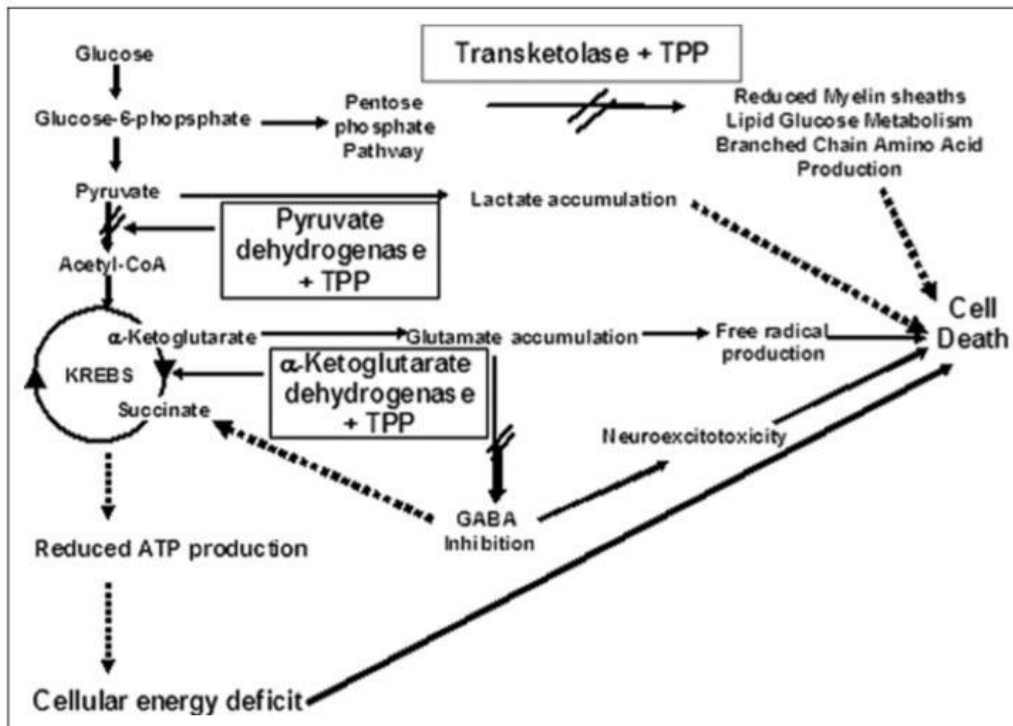 Glucose
Transketolase + TPP
Glucose-6-phopsphate
Pentose
phosphate
Pathway
Reduced Myelin sheaths
Lipid Glucose Metabolism
Branched Chain Amino Acid
Production
Pyruvate
Lactate accumulation
Pyruvate
dehydrogenase
+ TPP
Acetyl-CoA
Cell
Death
α-Ketoglutarate
Glutamate accumulation
Free radical
production
KREBS
α-Ketoglutarate
dehydrogenase
+ TPP
Succinate
Neuroexcitotoxicity
GABA
Inhibition
Reduced ATP production
Cellular energy deficit